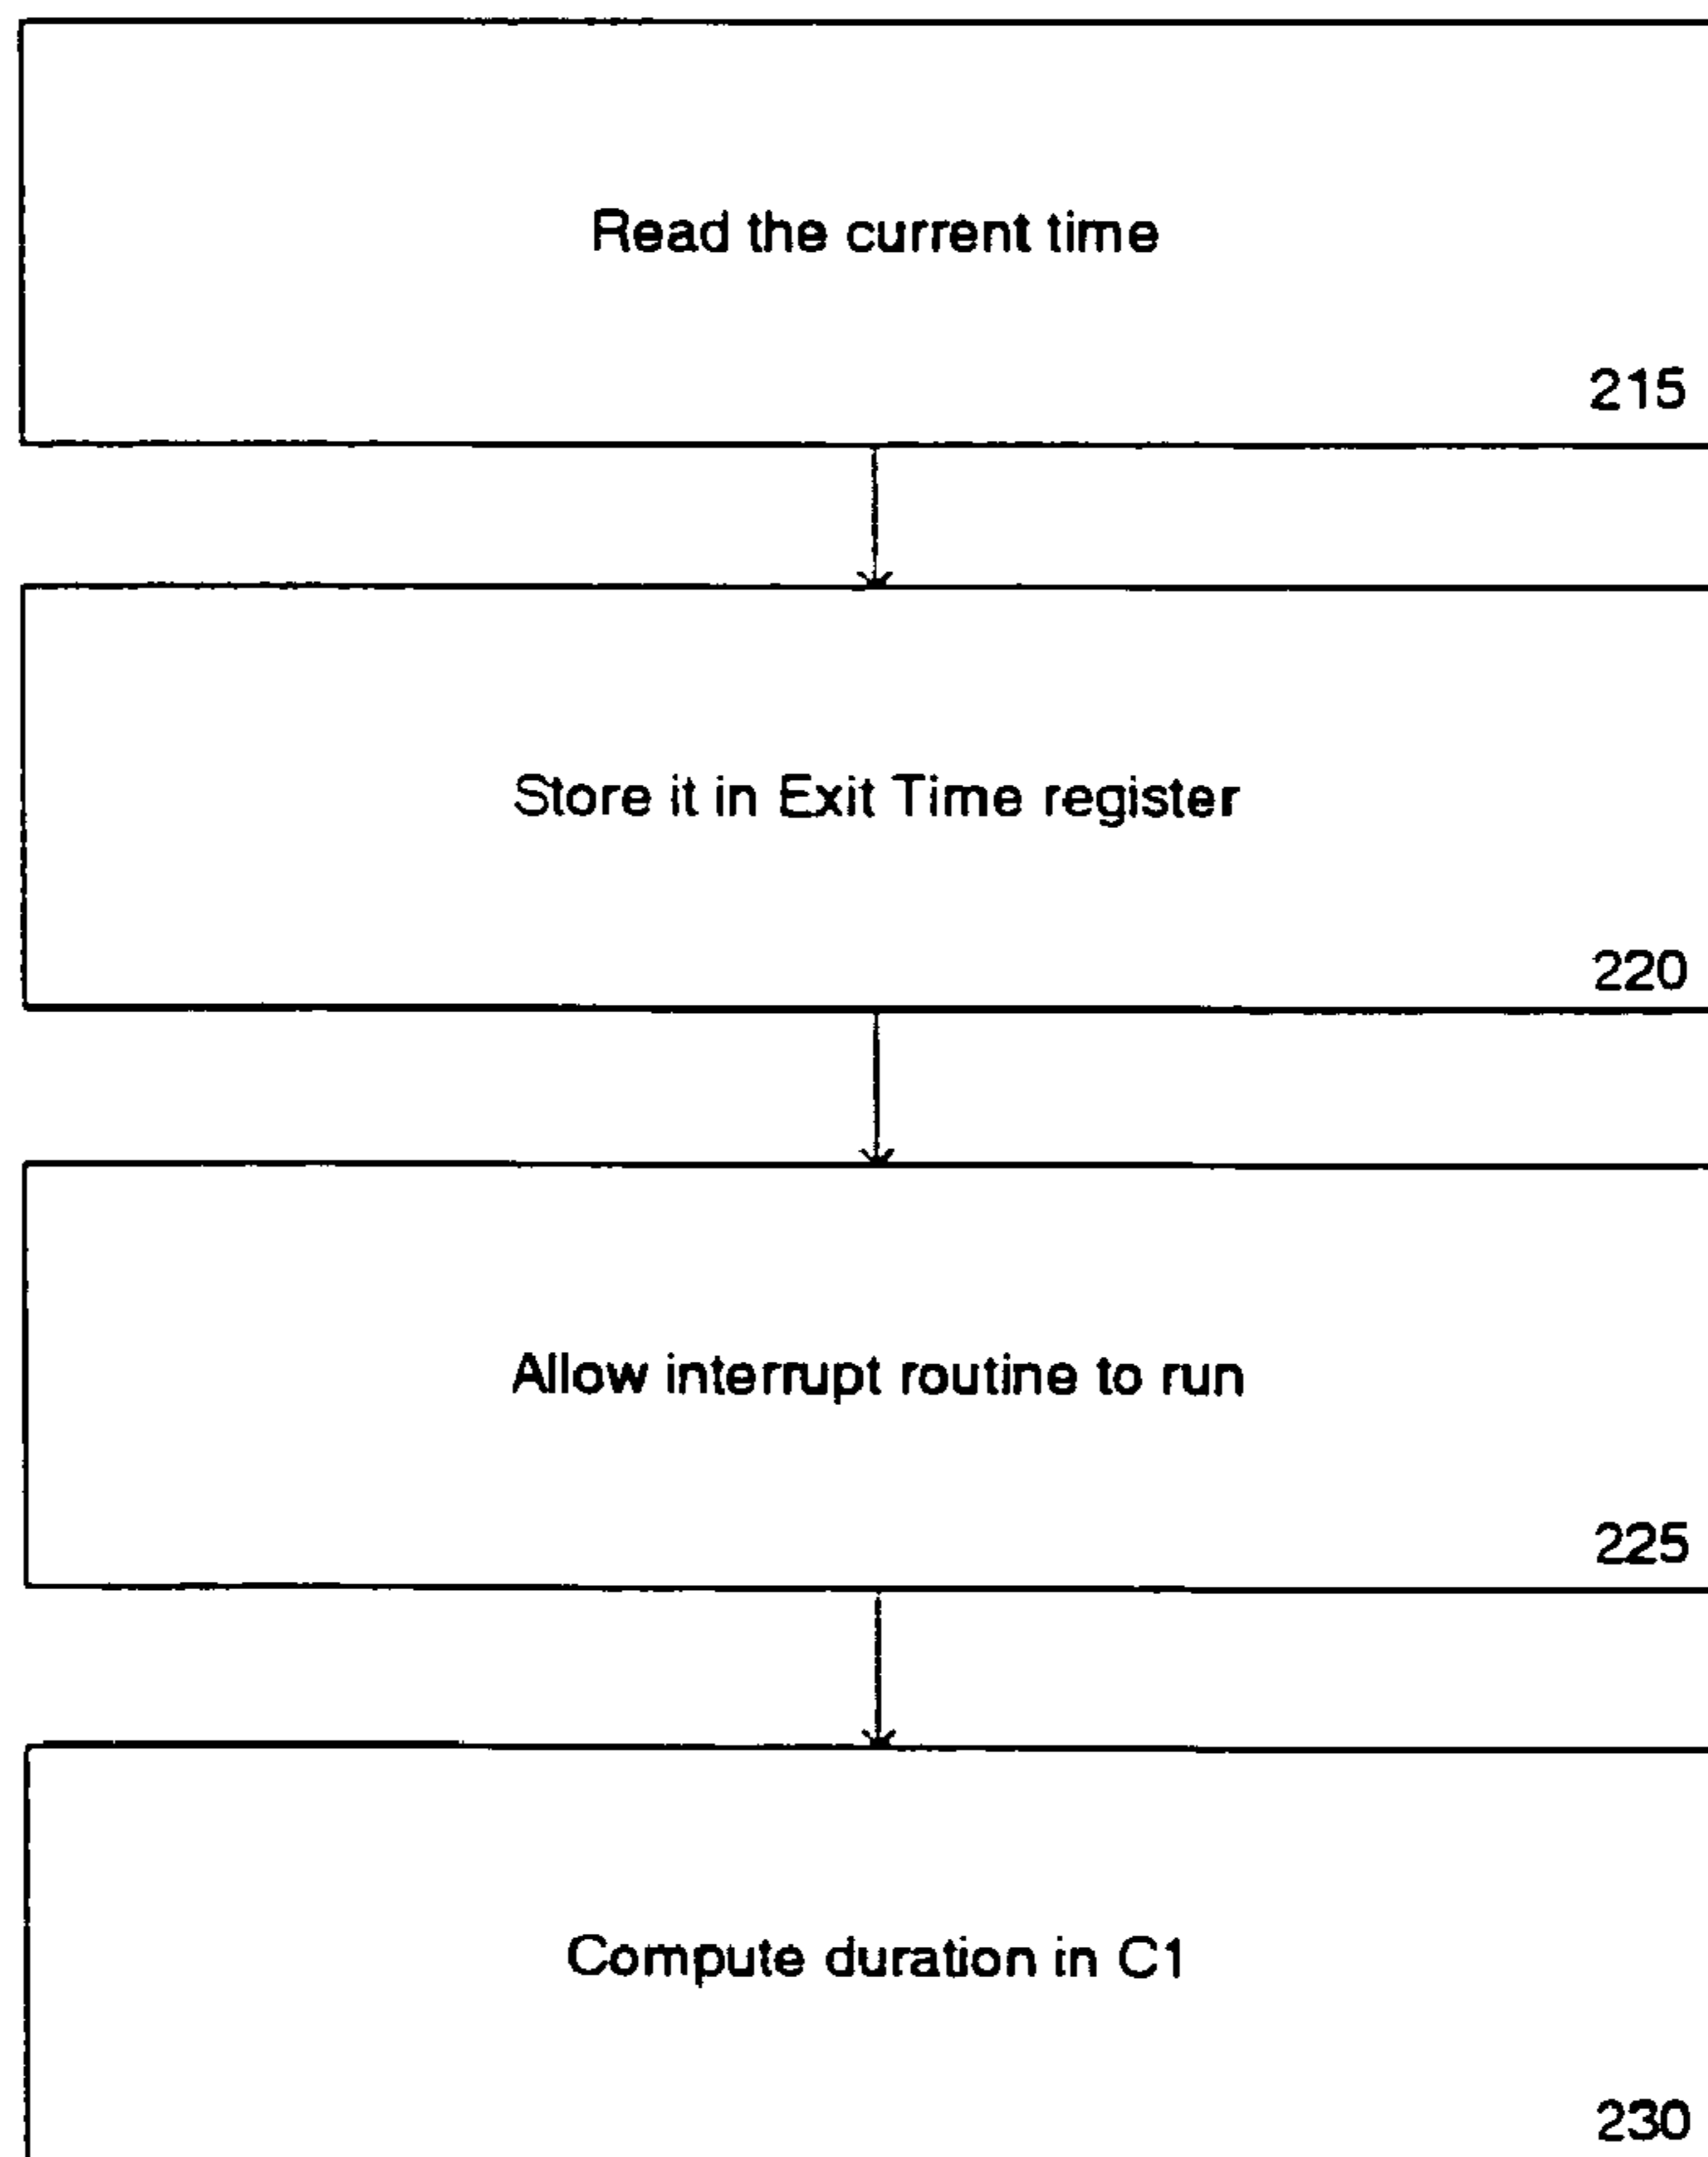 Read the current time
215
Store it in Exit Time register
220
Allow interrupt routine to run
225
Compute duration in C1
230